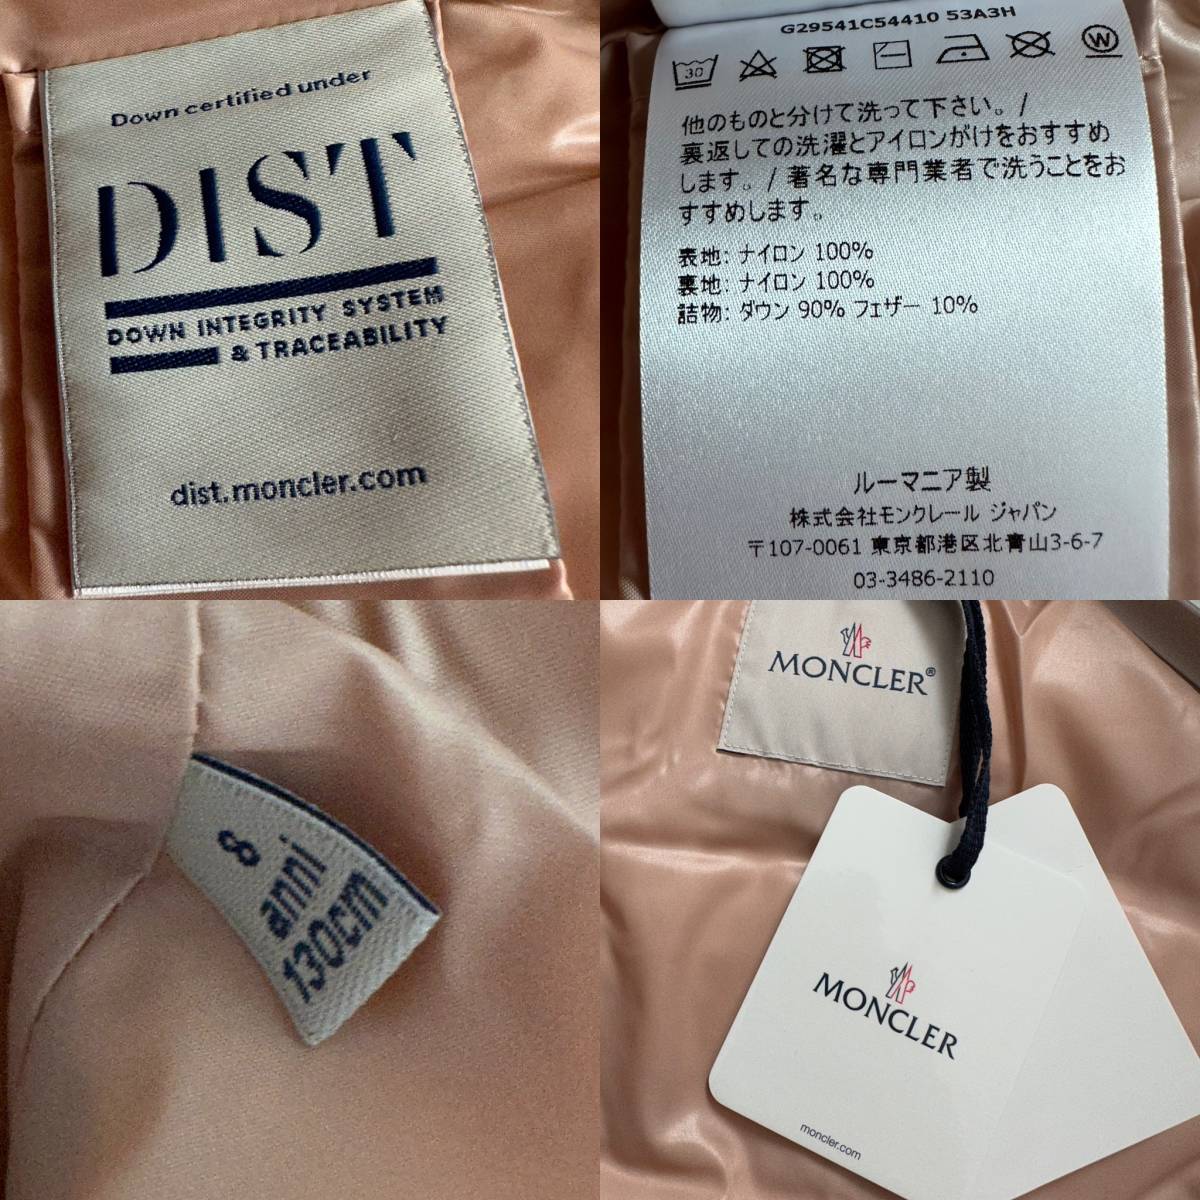 Down certified under
DIST
DOWN INTEGRITY SYSTEM
& TRACEABILITY
dist.moncler.com
G29541C54410 53A3H
30
W
他のものと分けて洗って下さい。/
裏返しての洗濯とアイロンがけをおすすめ
します。/ 著名な専門業者で洗うことをお
すすめします。
表地: ナイロン 100%
裏地: ナイロン 100%
詰物: ダウン 90% フェザー 10%
ルーマニア製
株式会社モンクレール ジャパン
〒107-0061 東京都港区北青山3-6-7
03-3486-2110
8
anni
130cm
MONCLER®
MONCLER
moncler.com